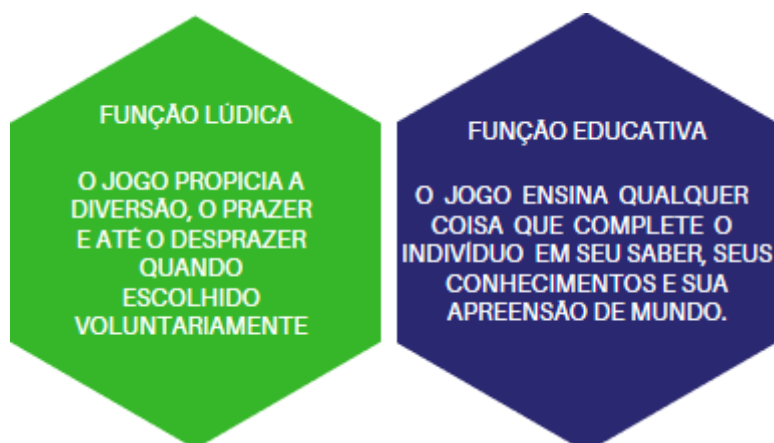 FUNÇÃO LÚDICA
O JOGO PROPICIA A
DIVERSÃO, O PRAZER
E ATÉ O DESPRAZER
QUANDO
ESCOLHIDO
VOLUNTARIAMENTE
FUNÇÃO EDUCATIVA
O JOGO ENSINA QUALQUER
COISA QUE COMPLETE O
INDIVÍDUO EM SEU SABER, SEUS
CONHECIMENTOS E SUA
APREENSÃO DE MUNDO.